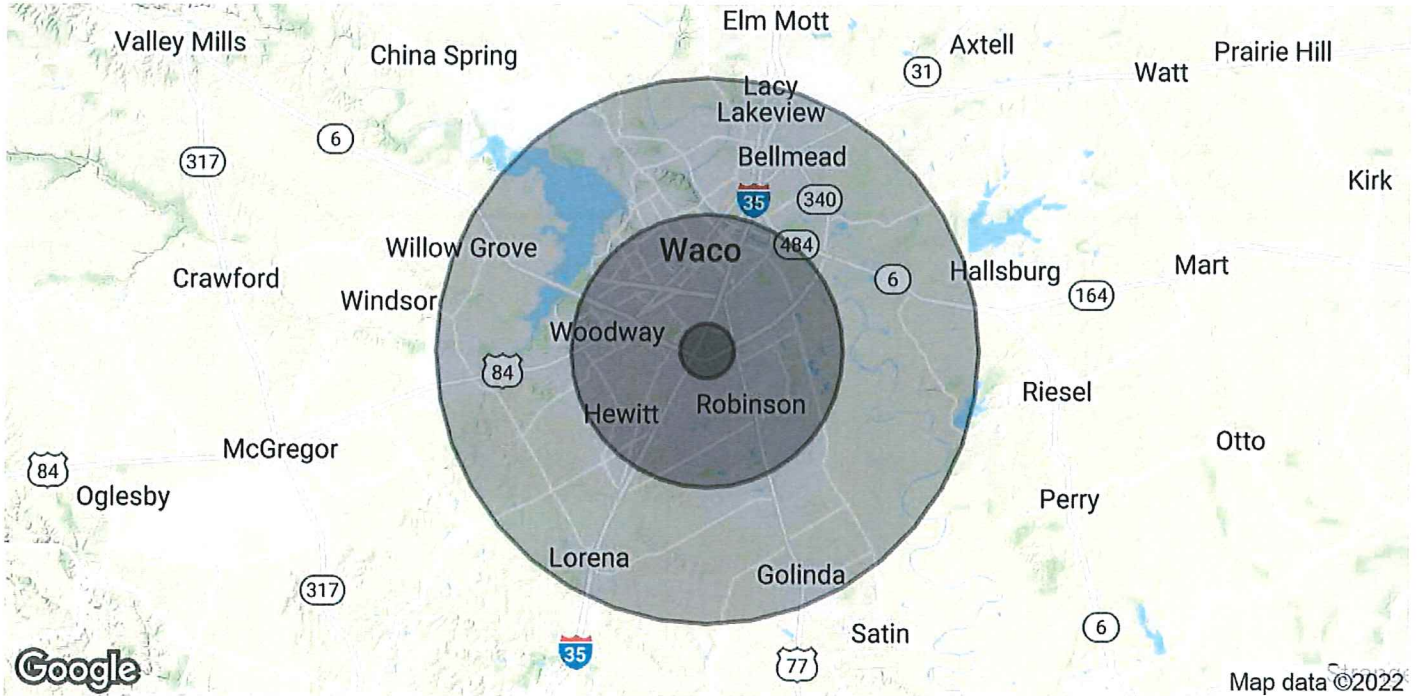 Elm Mott
Valley Mills
China Spring
Axtell
Prairie Hill
31
Watt
Lacy
Lakeview
6
Bellmead
317
Kirk
35
340
Willow Grove
Waco
484
Mart
Crawford
Hallsburg
6
Windsor
164
Woodway
84
Riesel
Hewitt
Robinson
McGregor
Otto
84
Oglesby
Perry
Lorena
Golinda
317
Satin
6
35
77
Google
Map data ©2022